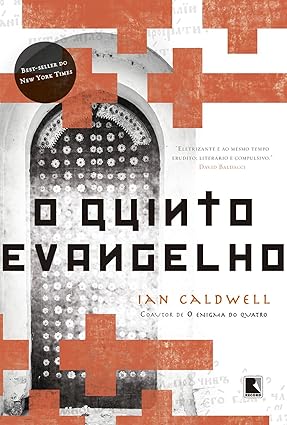 BEST-SELLER DO
NEW YORK TIMES
"ELETRIZANTE E AO MESMO TEMPO
ERUDITO, LITERÁRIO E COMPULSIVO."
DAVID BALDACCI
O QUINTO
EVANGELHO
IAN CALDWELL
COAUTOR DE O ENIGMA DO QUATRO
R
RECORD